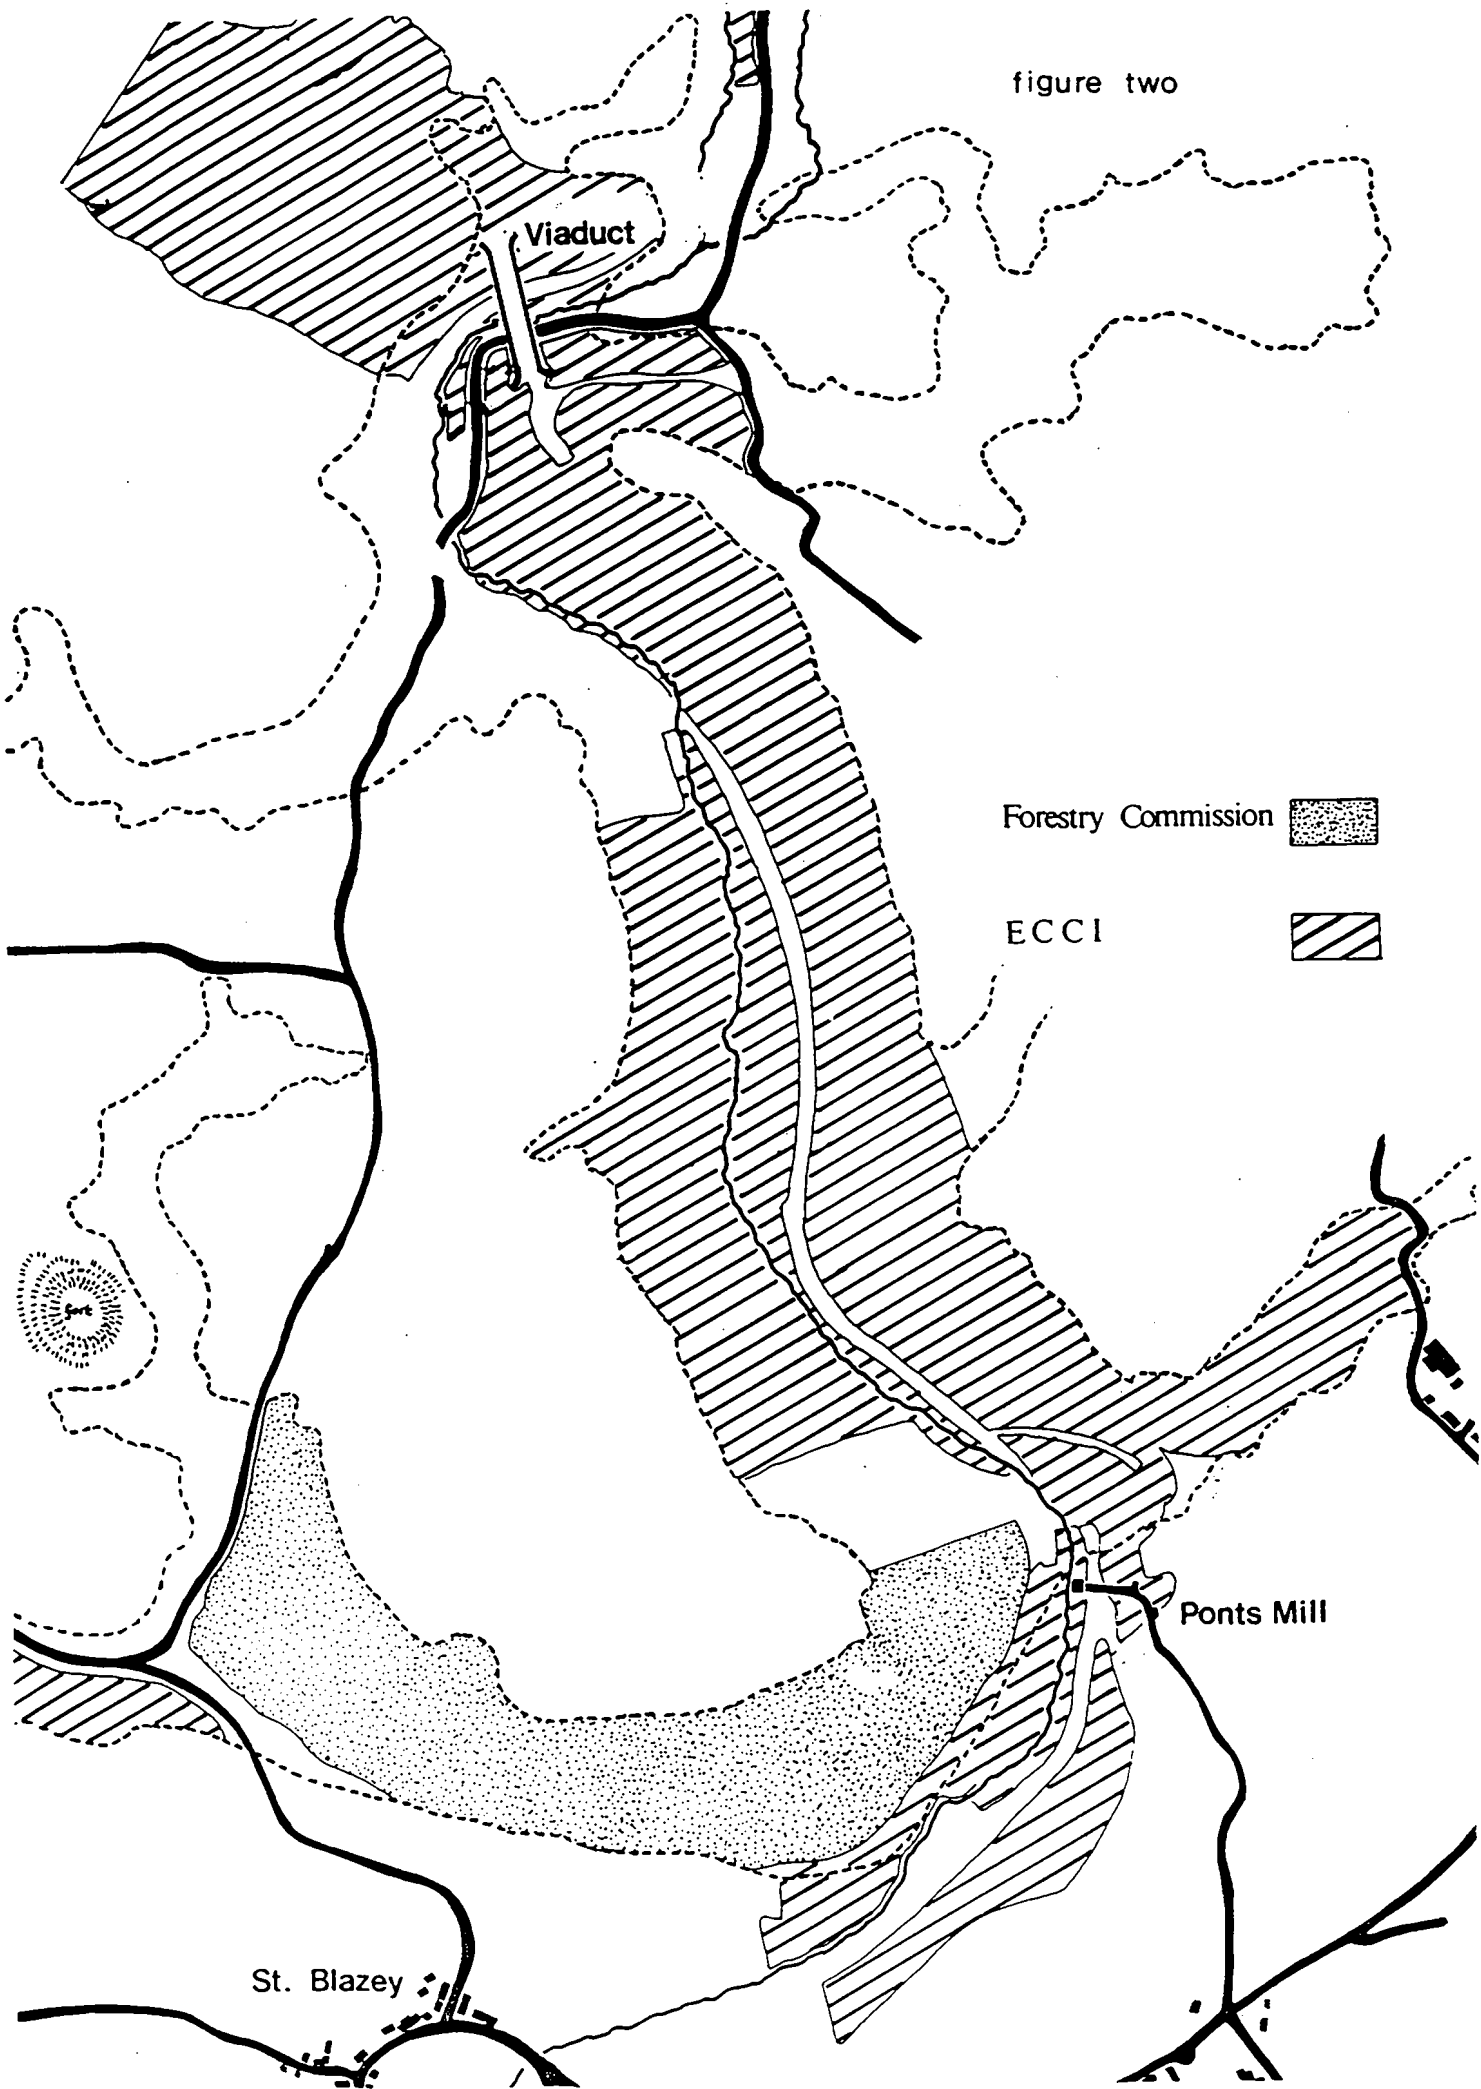 figure two
Viaduct
Forestry Commission
ECCI
fort
Ponts Mill
St. Blazey